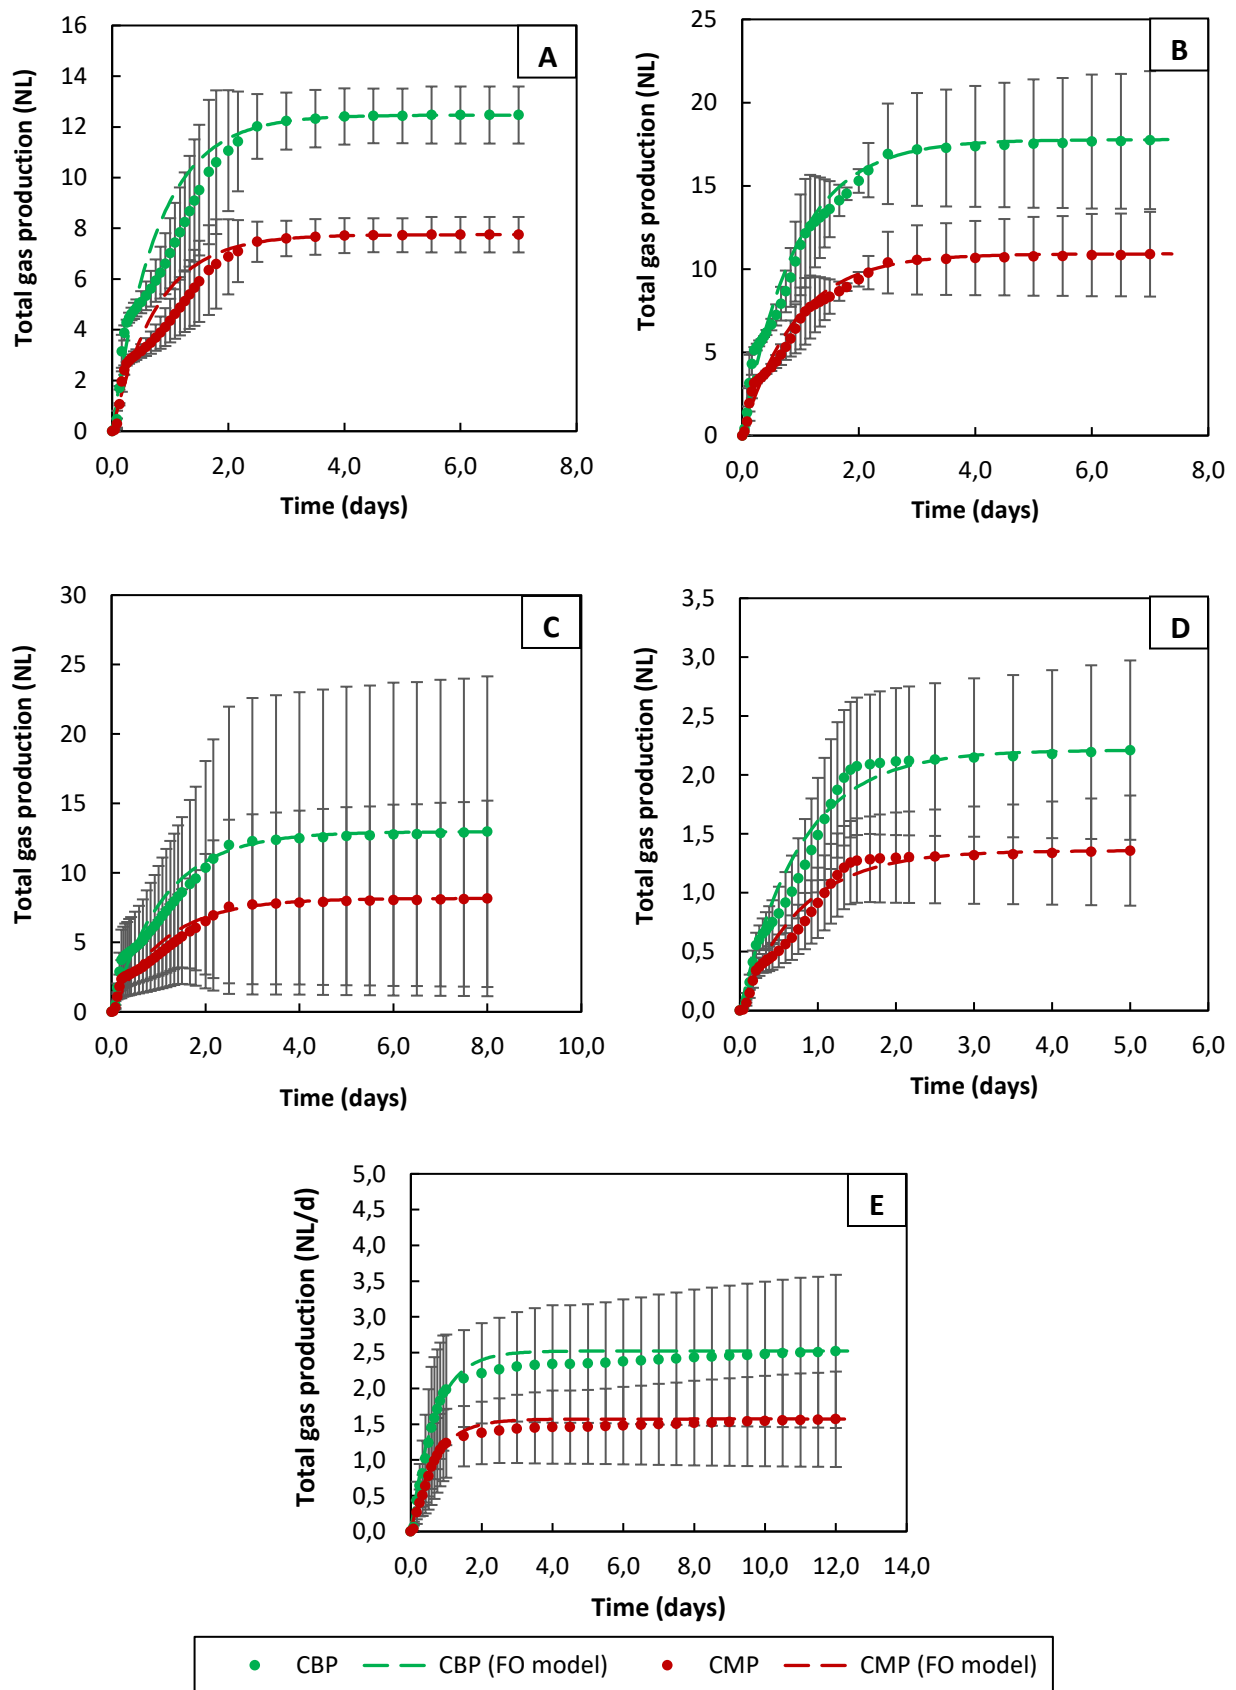 A
Total gas production (NL)
16
14
12
10
8
6
4
2
0
0,0 2,0 4,0 6,0 8,0
Time (days)
B
Total gas production (NL)
25
20
15
10
5
0
0,0 2,0 4,0 6,0 8,0
Time (days)
C
Total gas production (NL)
30
25
20
15
10
5
0
0,0 2,0 4,0 6,0 8,0 10,0
Time (days)
D
Total gas production (NL)
3,5
3,0
2,5
2,0
1,5
1,0
0,5
0,0
0,0 1,0 2,0 3,0 4,0 5,0 6,0
Time (days)
E
Total gas production (NL/d)
5,0
4,5
4,0
3,5
3,0
2,5
2,0
1,5
1,0
0,5
0,0
0,0 2,0 4,0 6,0 8,0 10,0 12,0 14,0
Time (days)
CBP CBP (FO model) CMP CMP (FO model)